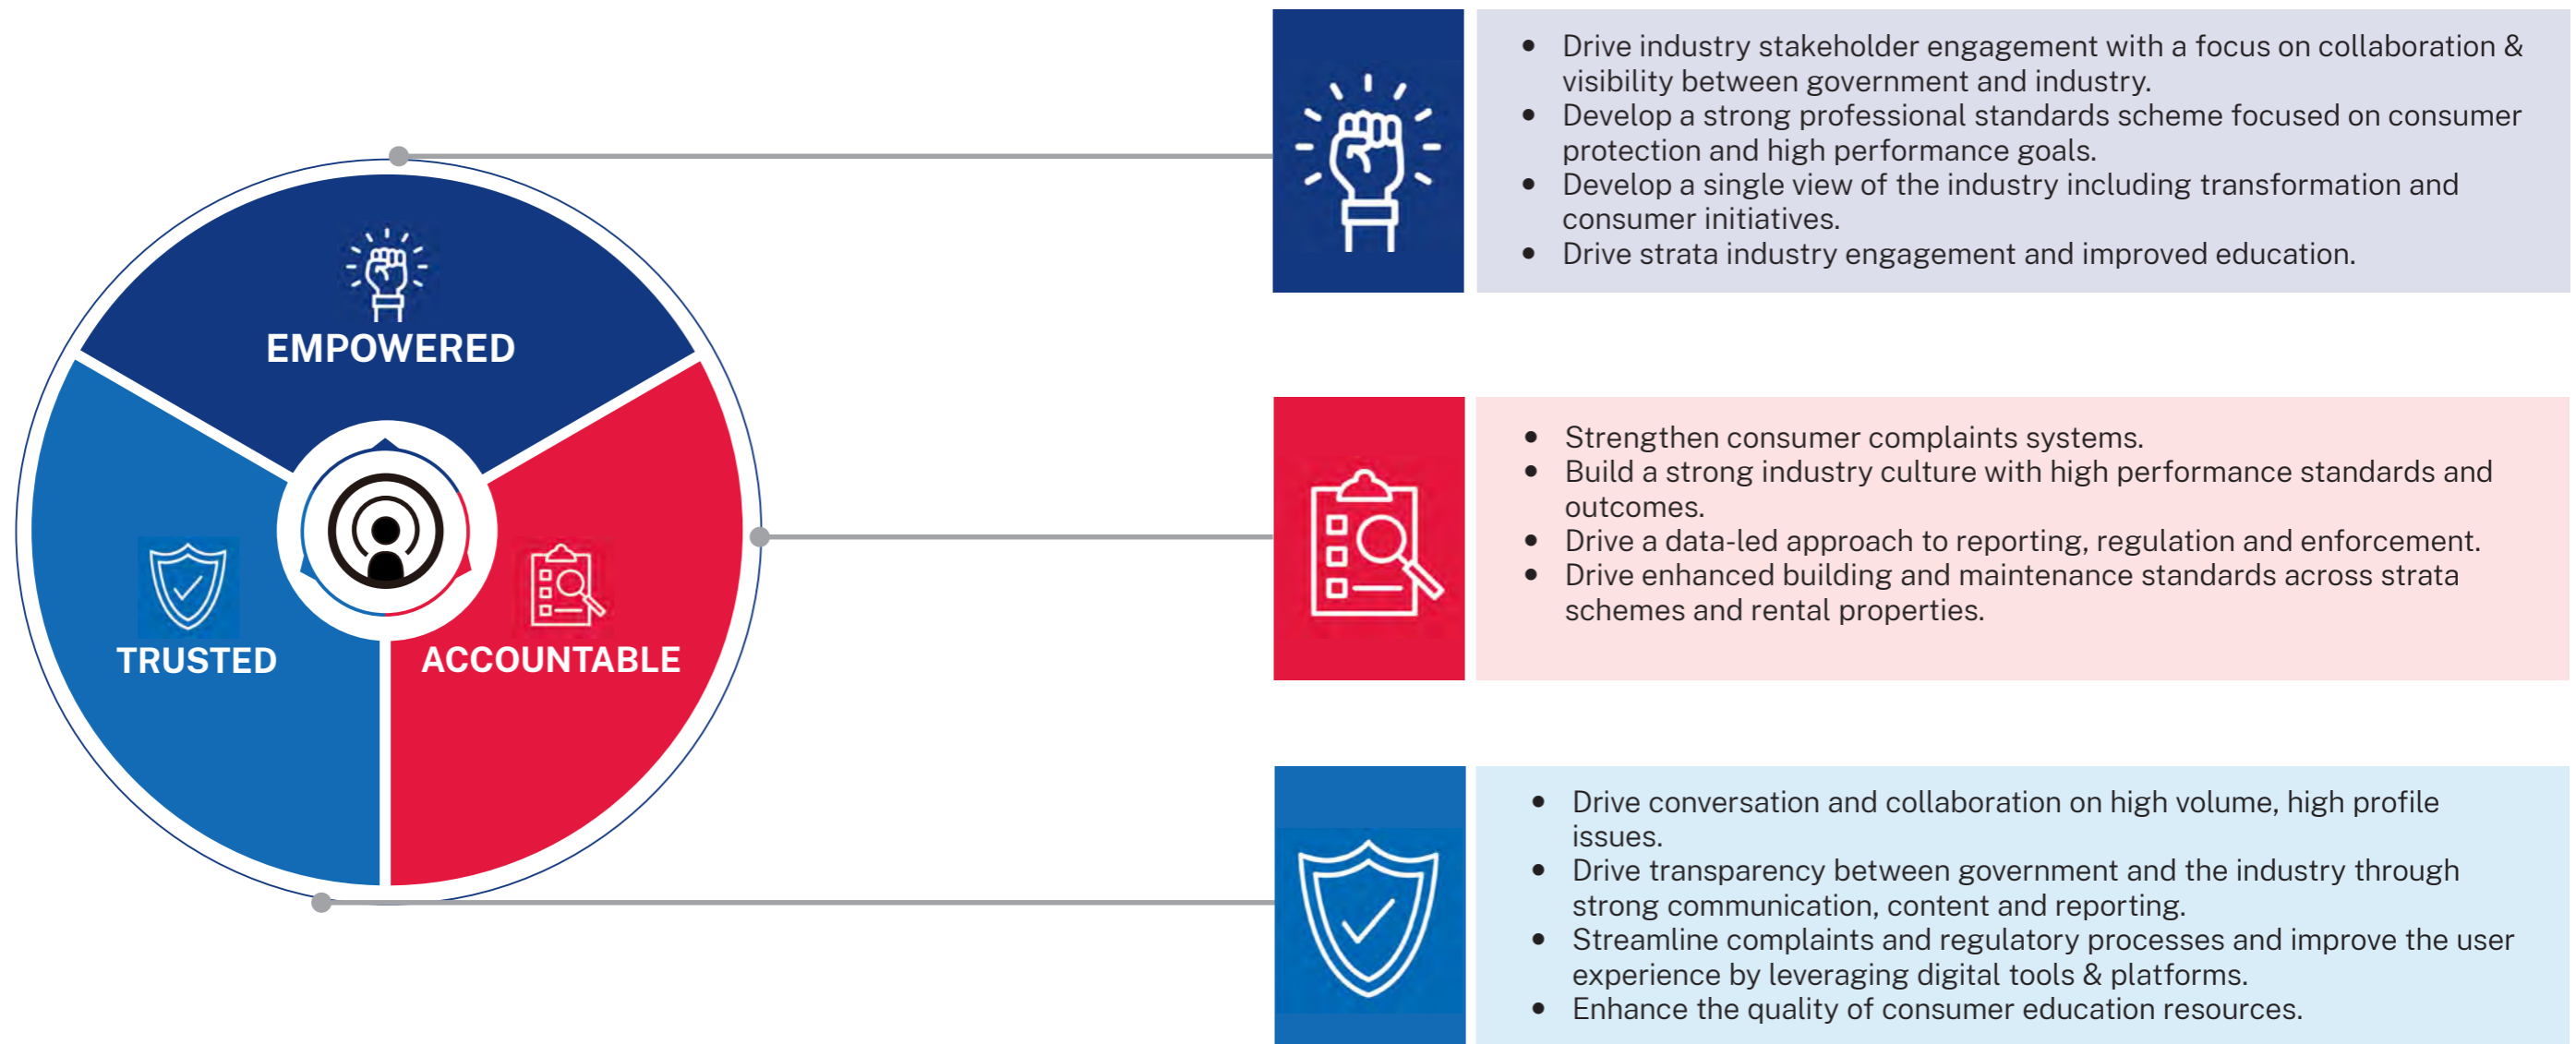 EMPOWERED
TRUSTED
ACCOUNTABLE
• Drive industry stakeholder engagement with a focus on collaboration &
visibility between government and industry.
• Develop a strong professional standards scheme focused on consumer
protection and high performance goals.
• Develop a single view of the industry including transformation and
consumer initiatives.
• Drive strata industry engagement and improved education.
• Strengthen consumer complaints systems.
• Build a strong industry culture with high performance standards and
outcomes.
• Drive a data-led approach to reporting, regulation and enforcement.
• Drive enhanced building and maintenance standards across strata
schemes and rental properties.
• Drive conversation and collaboration on high volume, high profile
issues.
• Drive transparency between government and the industry through
strong communication, content and reporting.
• Streamline complaints and regulatory processes and improve the user
experience by leveraging digital tools & platforms.
• Enhance the quality of consumer education resources.